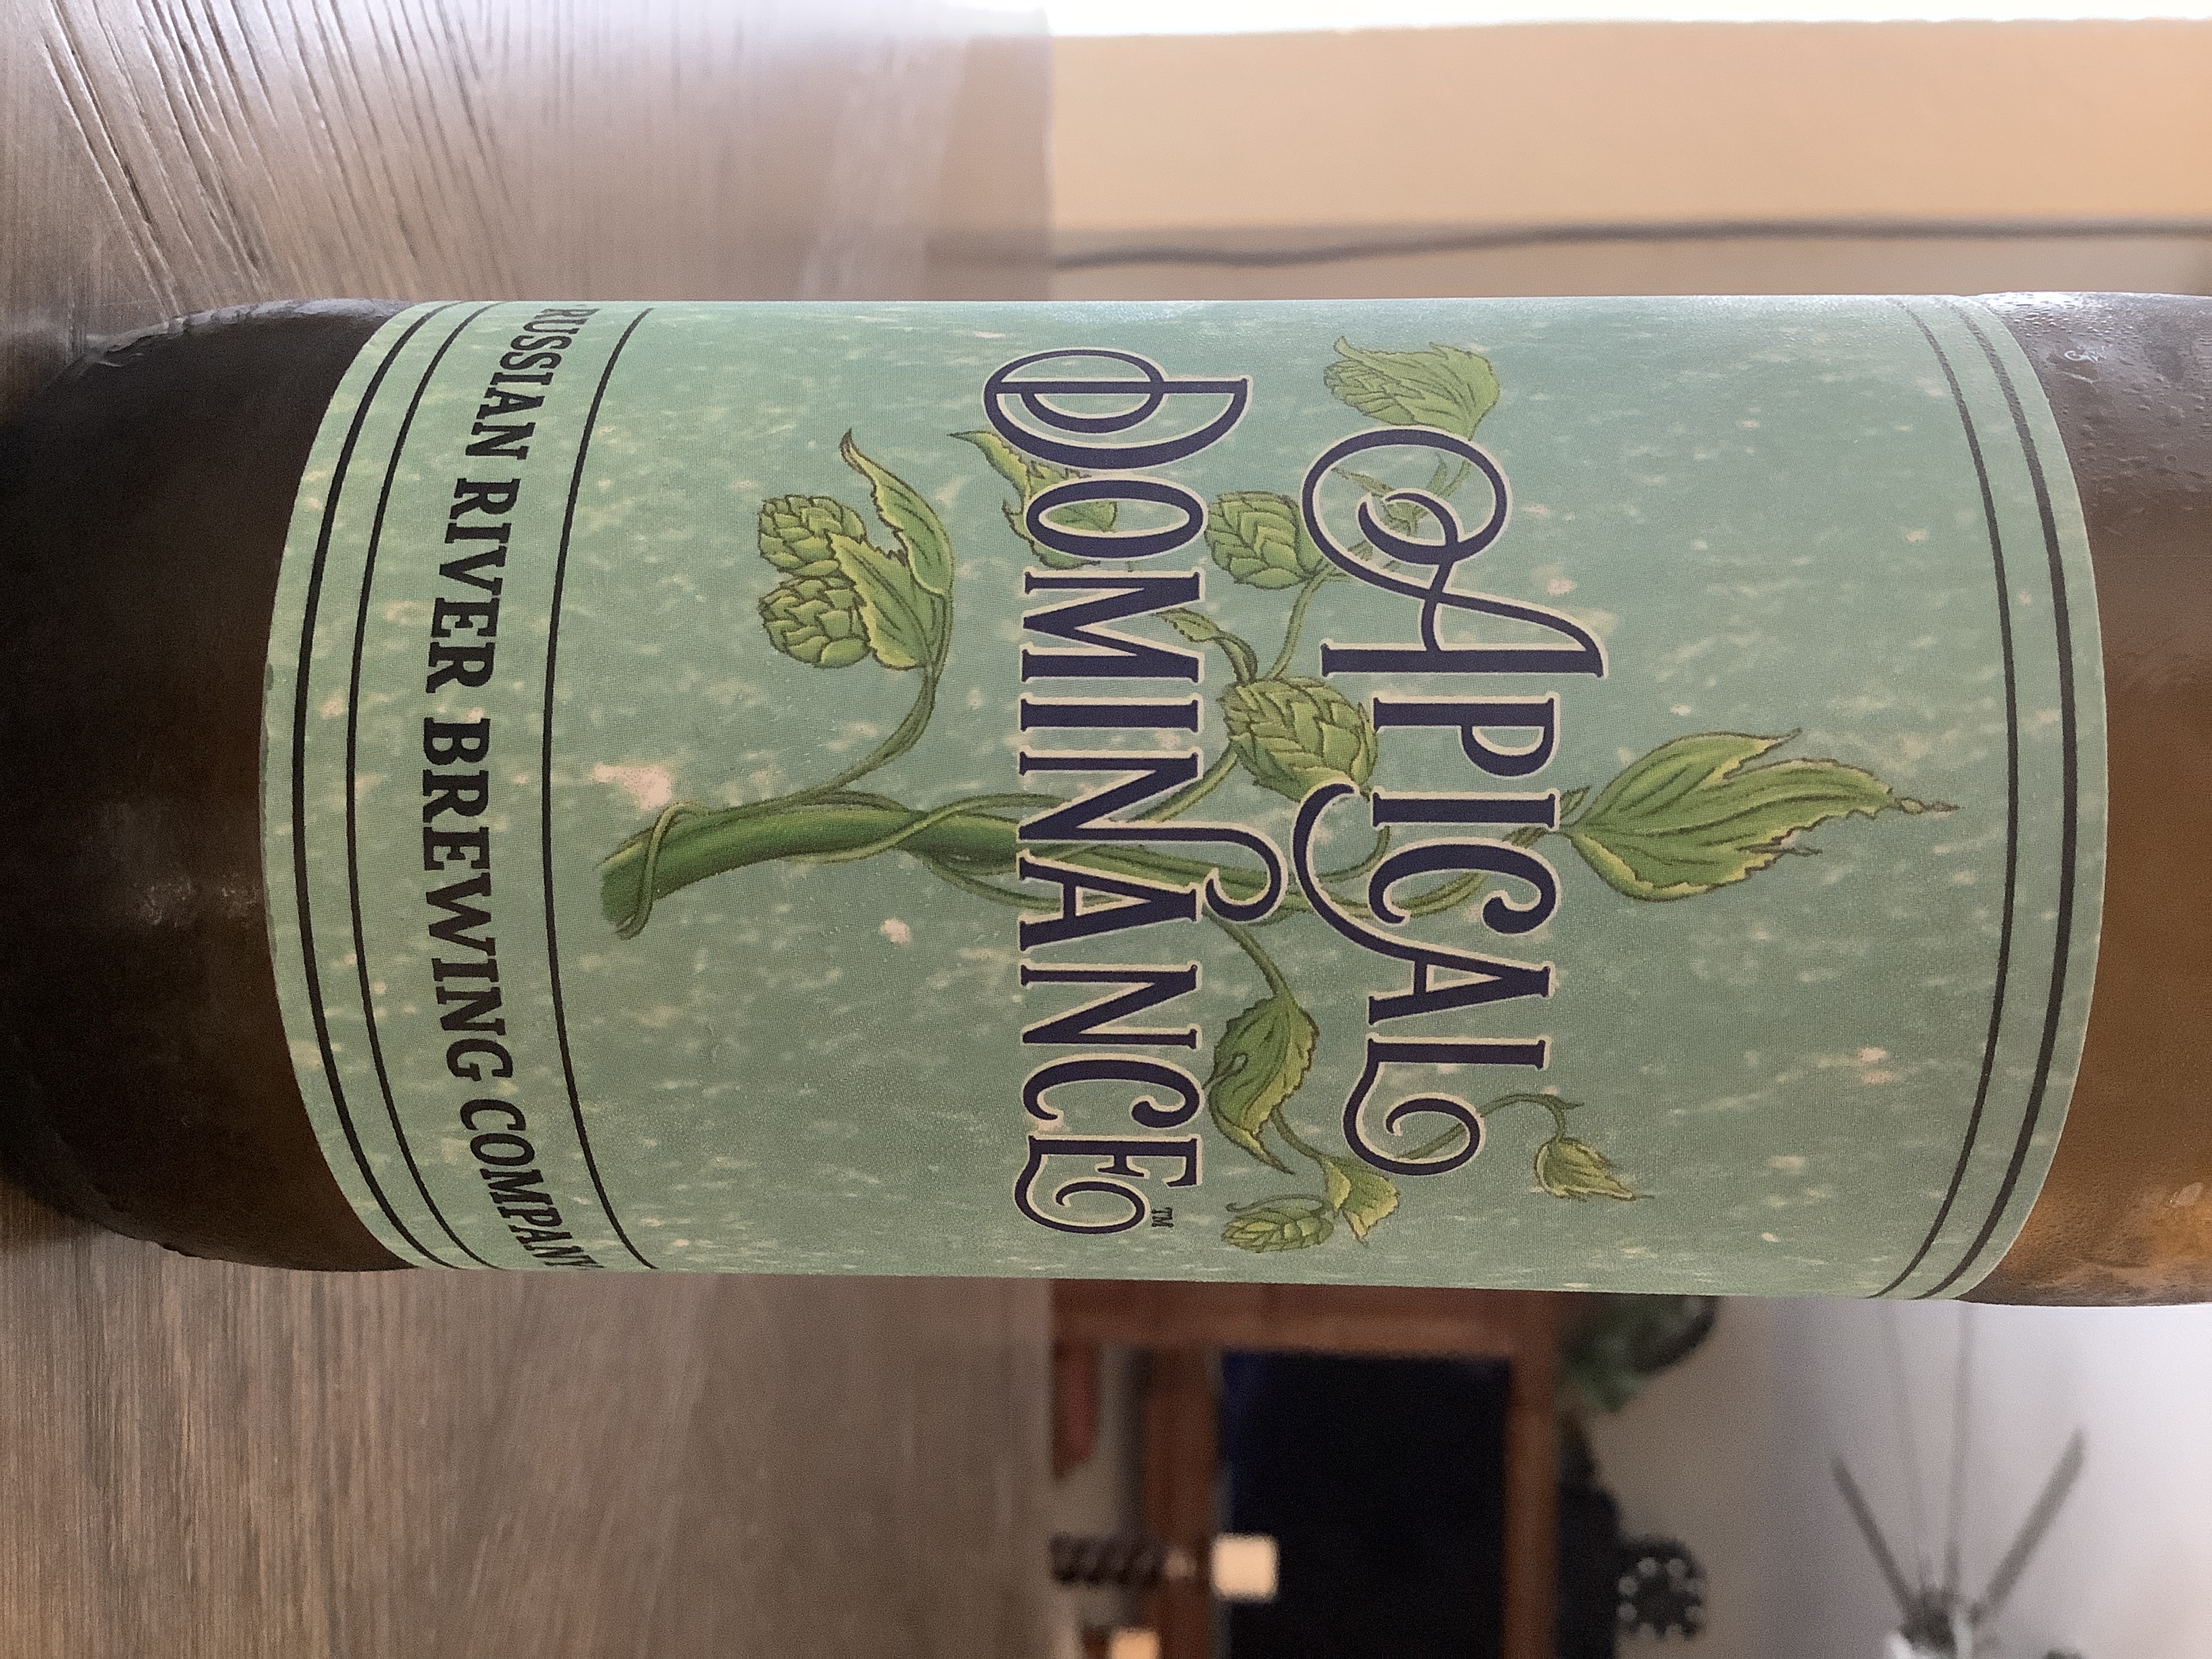 APICAL
DOMINANCE™
RUSSIAN RIVER BREWING COMPANY